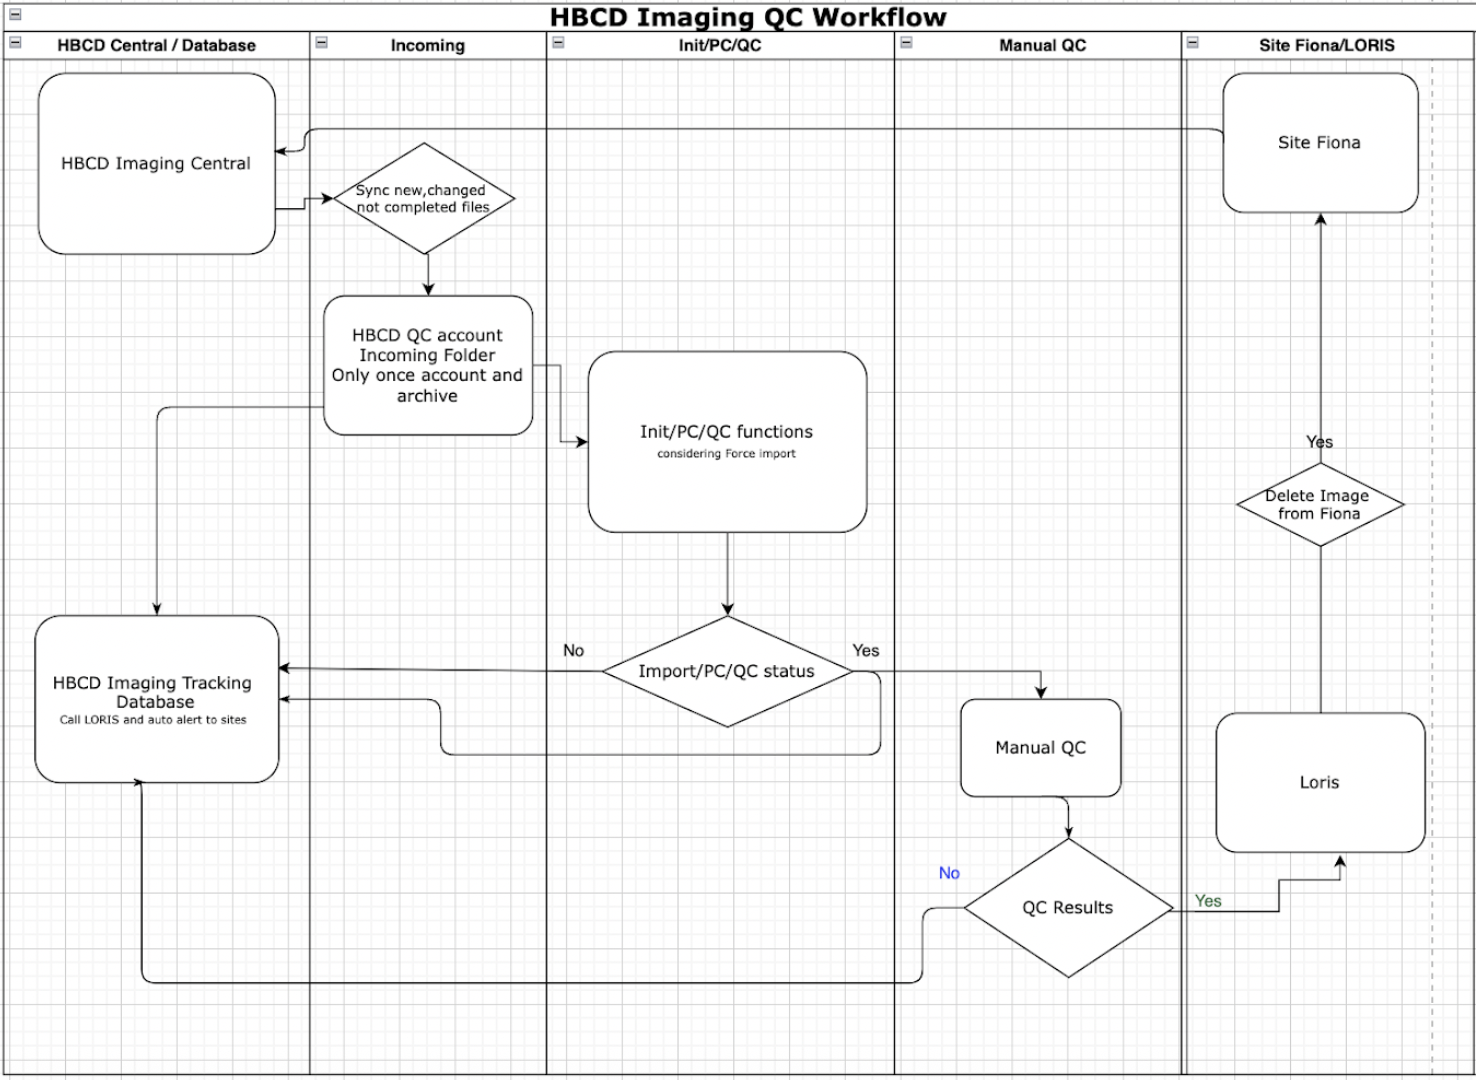 HBCD Imaging QC Workflow
HBCD Central / Database
Incoming
Init/PC/QC
Manual QC
Site Fiona/LORIS
HBCD Imaging Central
Sync new,changed
not completed files
Site Fiona
HBCD QC account
Incoming Folder
Only once account and
archive
Init/PC/QC functions
considering Force import
Yes
Delete Image
from Fiona
No
Import/PC/QC status
Yes
HBCD Imaging Tracking
Database
Call LORIS and auto alert to sites
Manual QC
Loris
No
QC Results
Yes